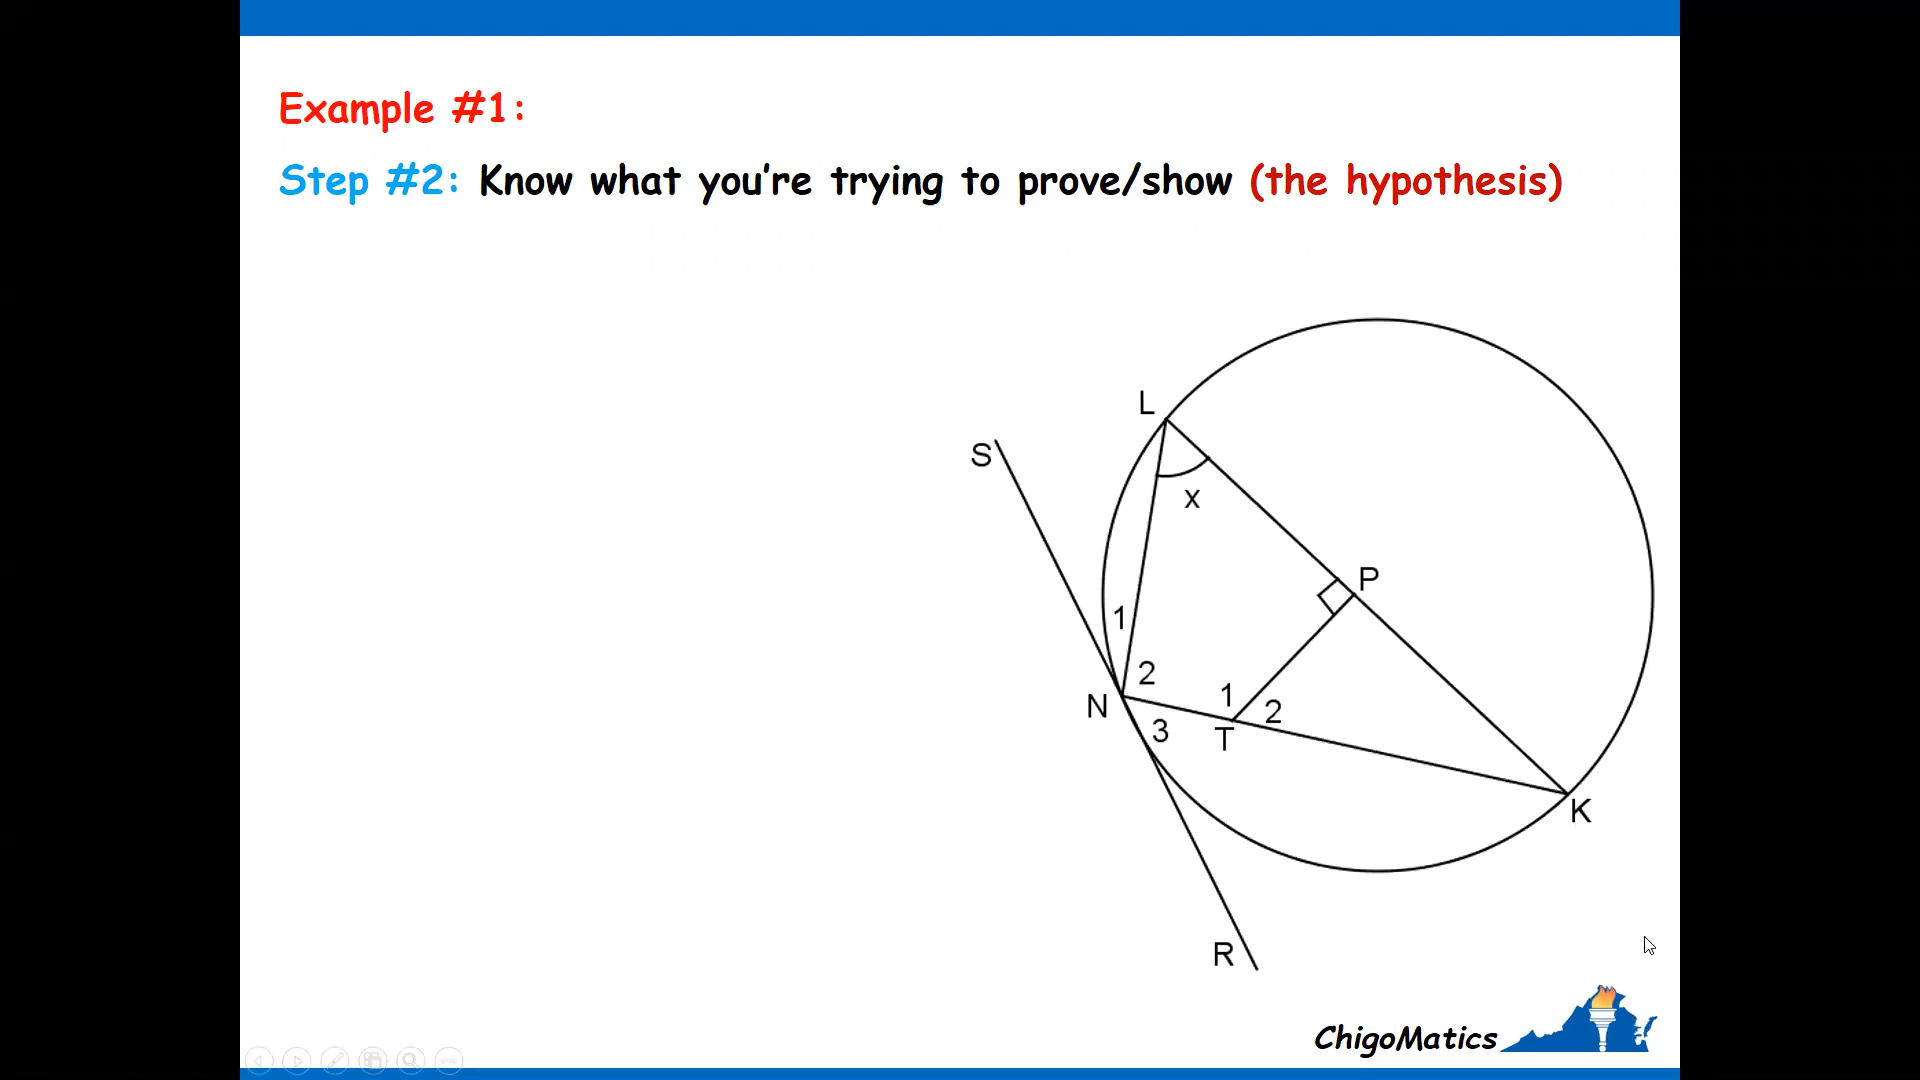 Example #1:
Step #2: Know what you're trying to prove/show (the hypothesis)
L
S
x
P
1
2
1
2
N
3
T
K
R
ChigoMatics